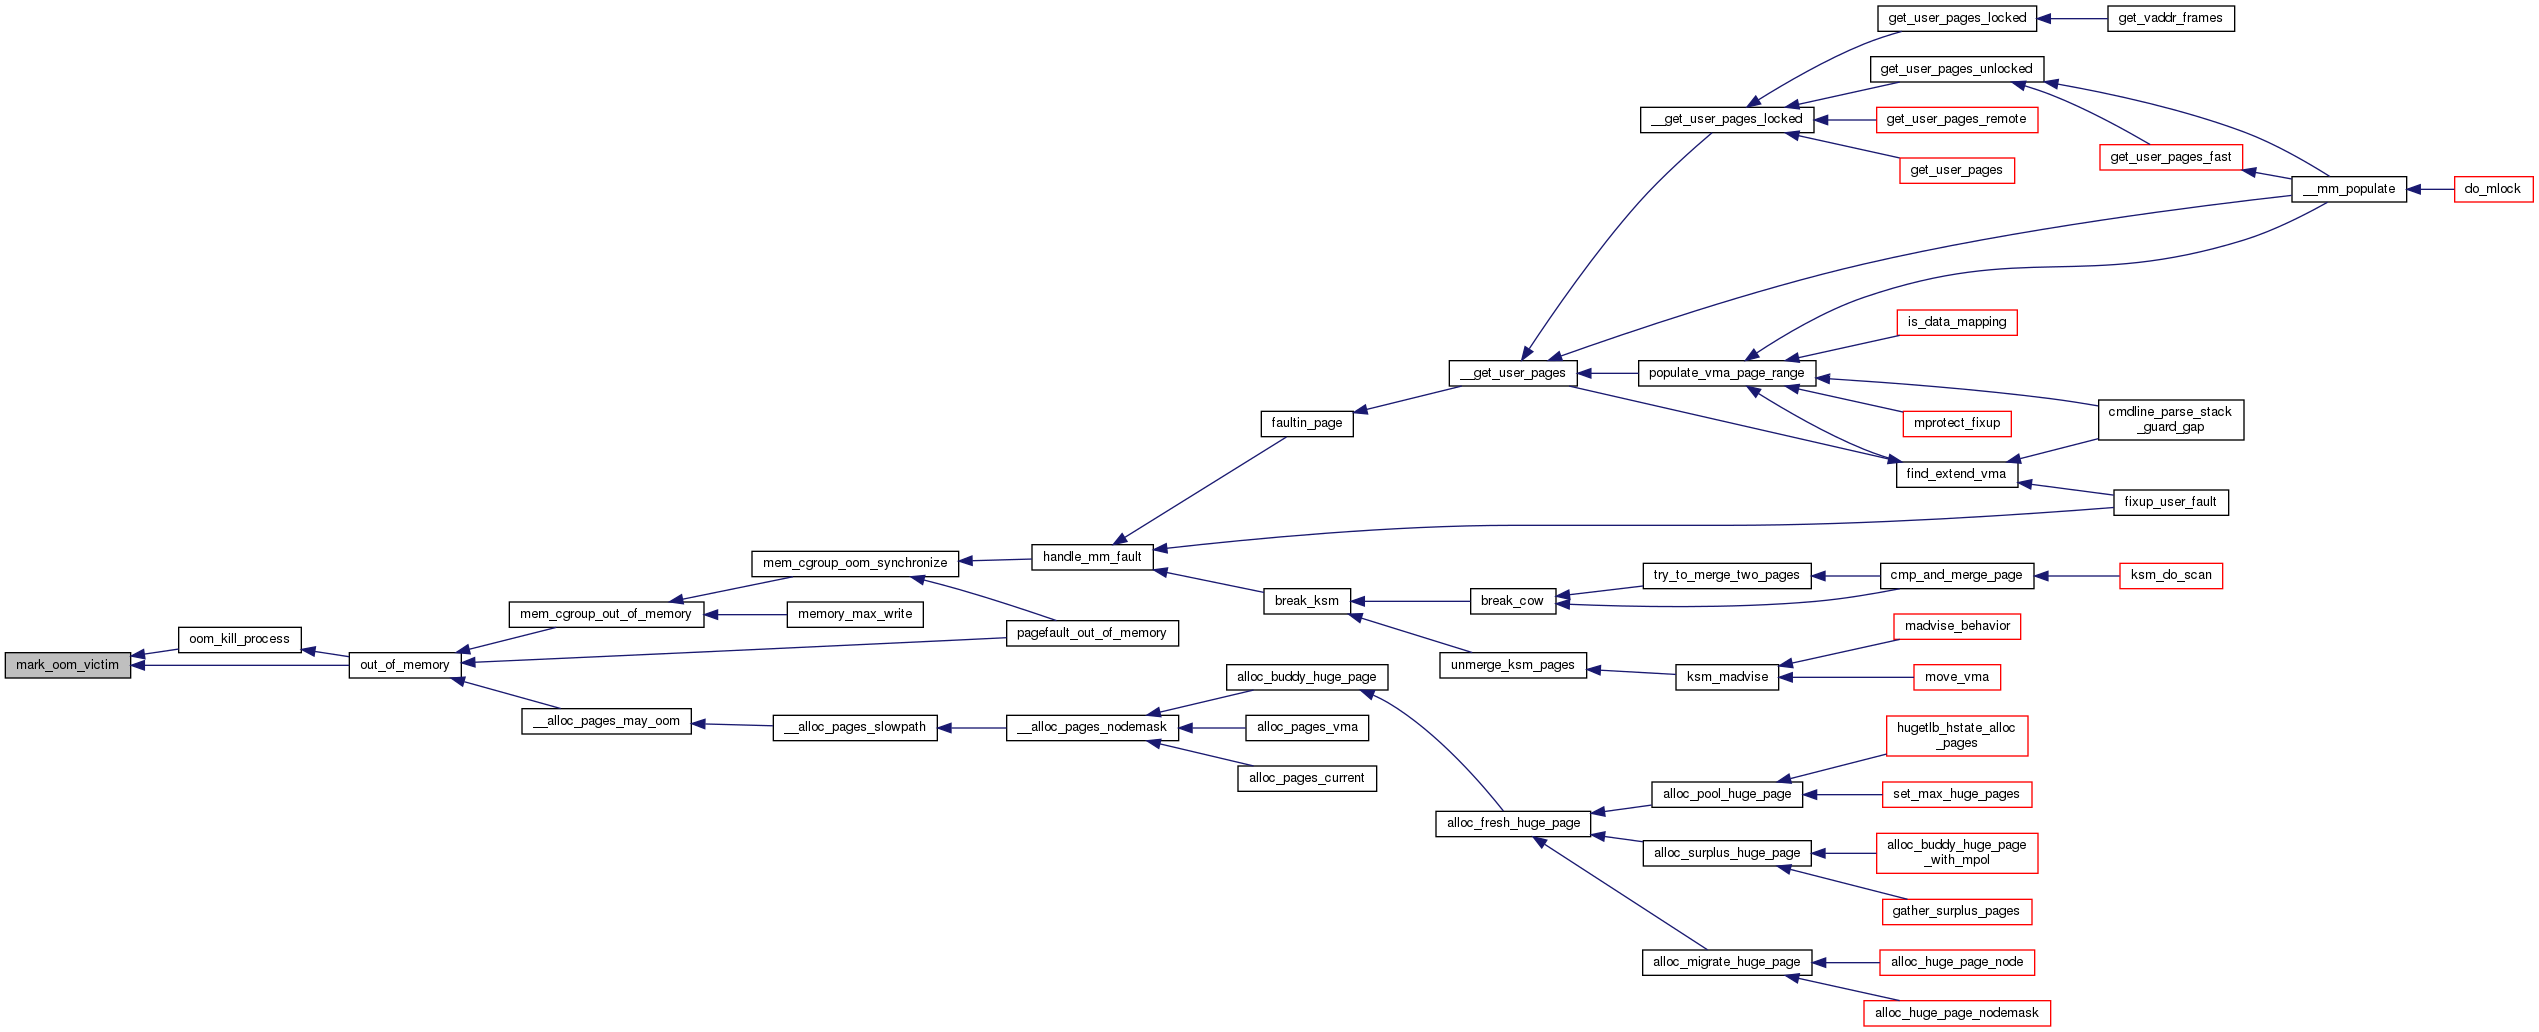 get_user_pages_locked
get_vaddr_frames
get_user_pages_unlocked
__get_user_pages_locked
get_user_pages_remote
get_user_pages_fast
get_user_pages
__mm_populate
do_mlock
is_data_mapping
__get_user_pages
populate_vma_page_range
cmdline_parse_stack
_guard_gap
faultin_page
mprotect_fixup
find_extend_vma
fixup_user_fault
handle_mm_fault
mem_cgroup_oom_synchronize
try_to_merge_two_pages
cmp_and_merge_page
ksm_do_scan
break_ksm
break_cow
mem_cgroup_out_of_memory
memory_max_write
madvise_behavior
pagefault_out_of_memory
oom_kill_process
mark_oom_victim
out_of_memory
unmerge_ksm_pages
ksm_madvise
move_vma
alloc_buddy_huge_page
__alloc_pages_may_oom
__alloc_pages_slowpath
__alloc_pages_nodemask
alloc_pages_vma
hugetlb_hstate_alloc
_pages
alloc_pages_current
alloc_pool_huge_page
set_max_huge_pages
alloc_fresh_huge_page
alloc_surplus_huge_page
alloc_buddy_huge_page
_with_mpol
gather_surplus_pages
alloc_migrate_huge_page
alloc_huge_page_node
alloc_huge_page_nodemask